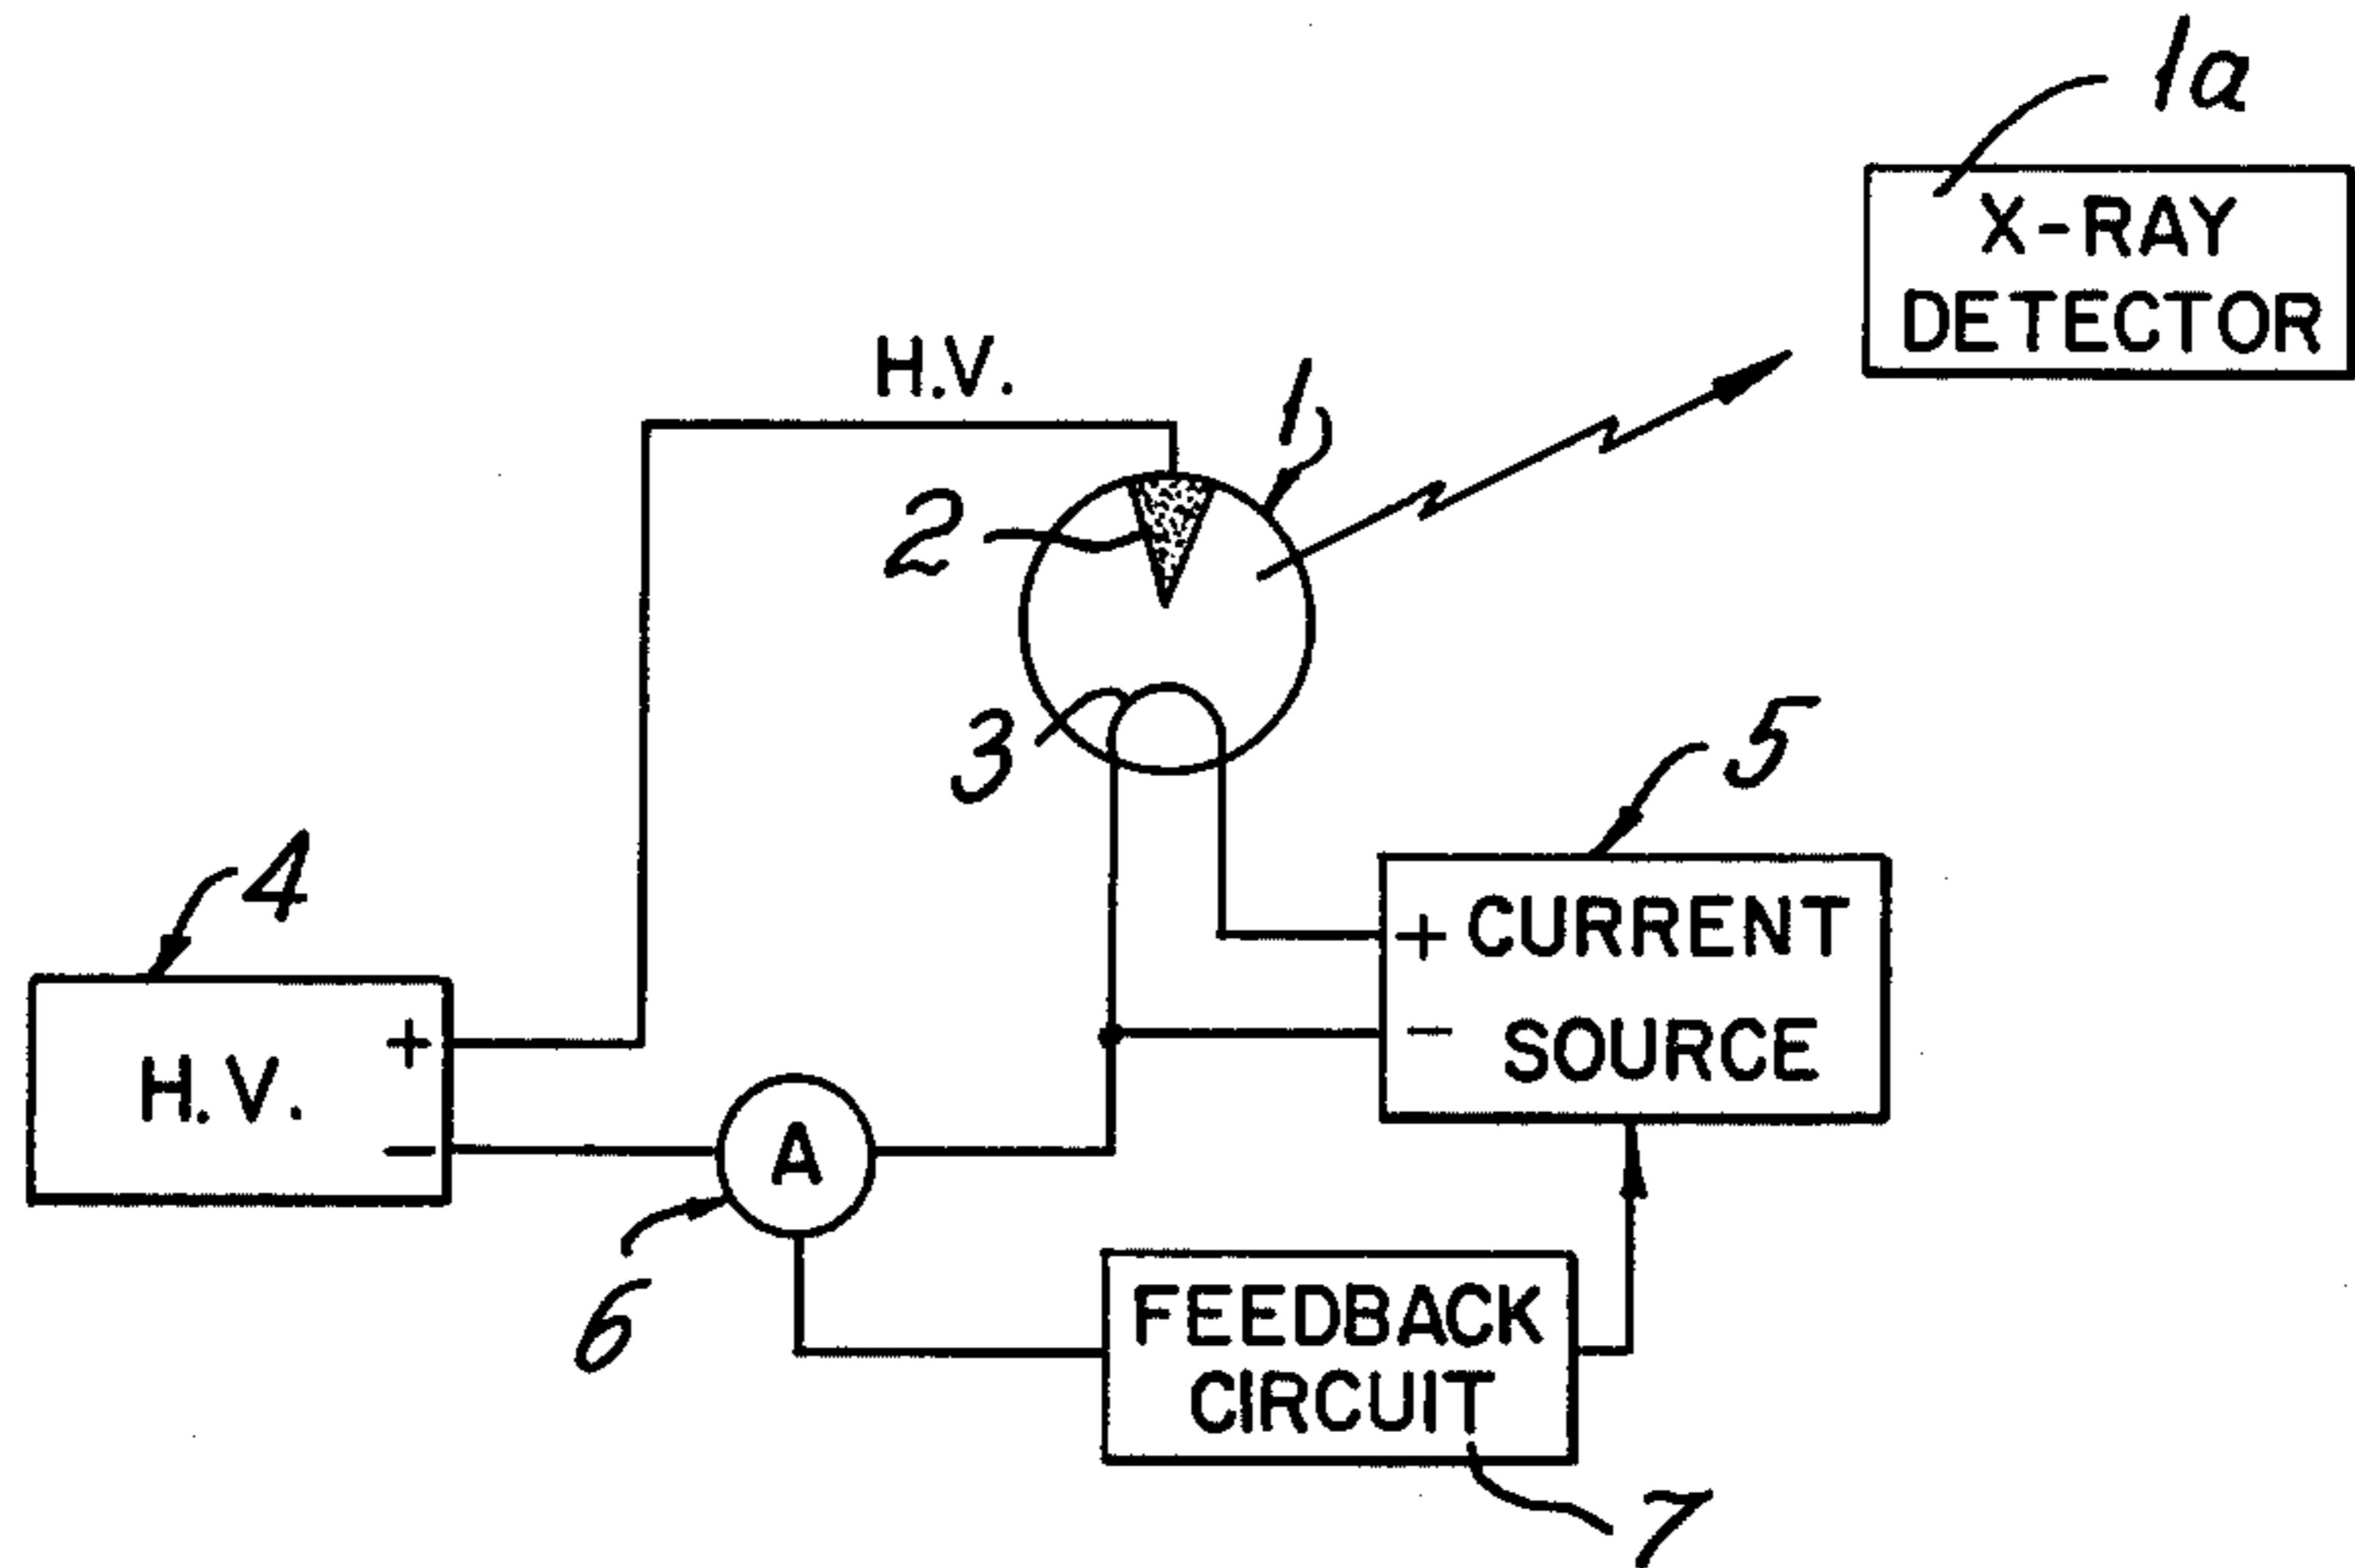 1a
X-RAY
DETECTOR
H.V.
1
2
3
5
4
+ CURRENT
- SOURCE
+
H.V.
-
A
6
FEEDBACK
CIRCUIT
7